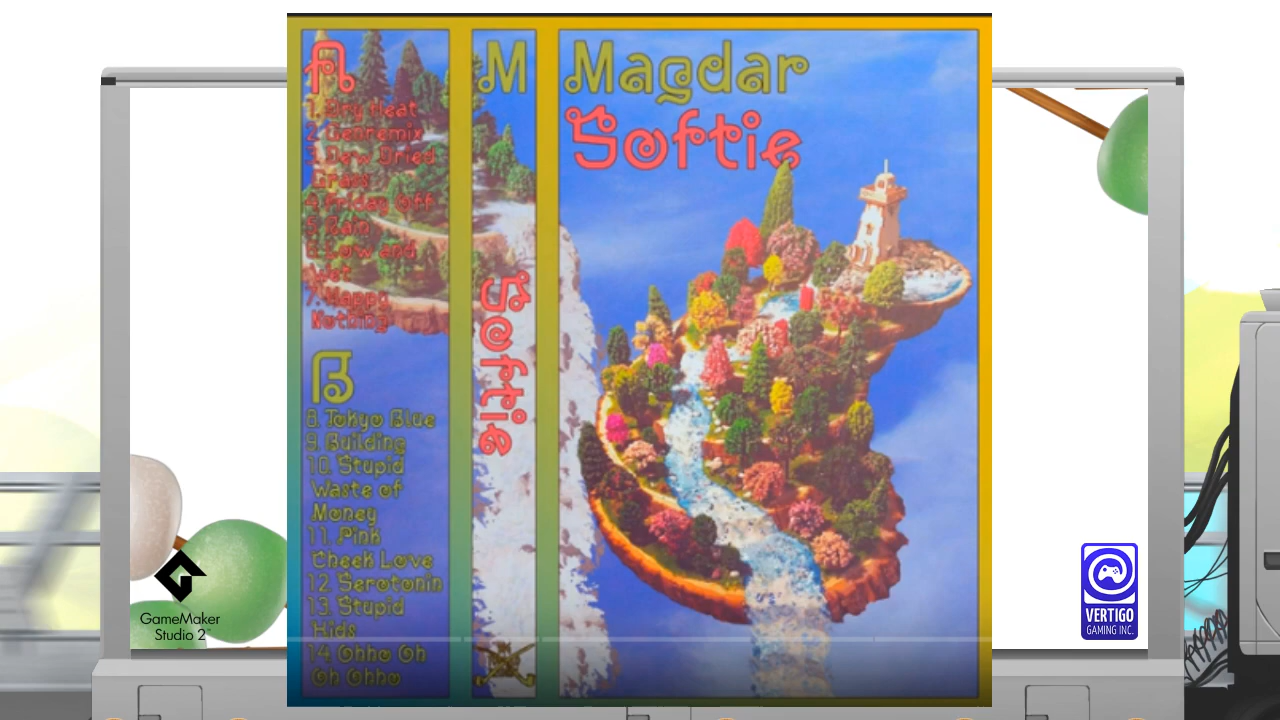 A
1. Dry Heat
2. Genremix
3. New Dried
Grass
4. Friday Off
5. Rain
6. Low and
Wet
7. Happy
Nothing
B
8. Tokyo Blue
9. Building
10. Stupid
Waste of
Money
11. Pink
Cheek Love
12. Serotonin
13. Stupid
Kids
14. Ohho Oh
Oh Ohho
M
Softie
Magdar
Softie
GameMaker
Studio 2
VERTIGO
GAMING INC.